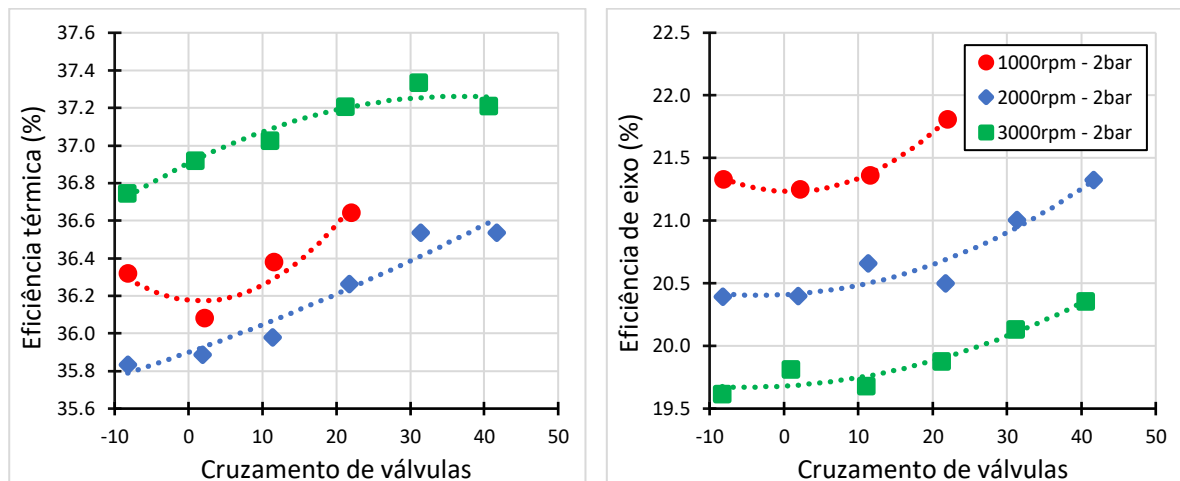 37.6
37.4
37.2
37.0
36.8
36.6
36.4
36.2
36.0
35.8
35.6
Eficiência térmica (%)
-10 0 10 20 30 40 50
Cruzamento de válvulas
22.5
22.0
21.5
21.0
20.5
20.0
19.5
Eficiência de eixo (%)
1000rpm - 2bar
2000rpm - 2bar
3000rpm - 2bar
-10 0 10 20 30 40 50
Cruzamento de válvulas